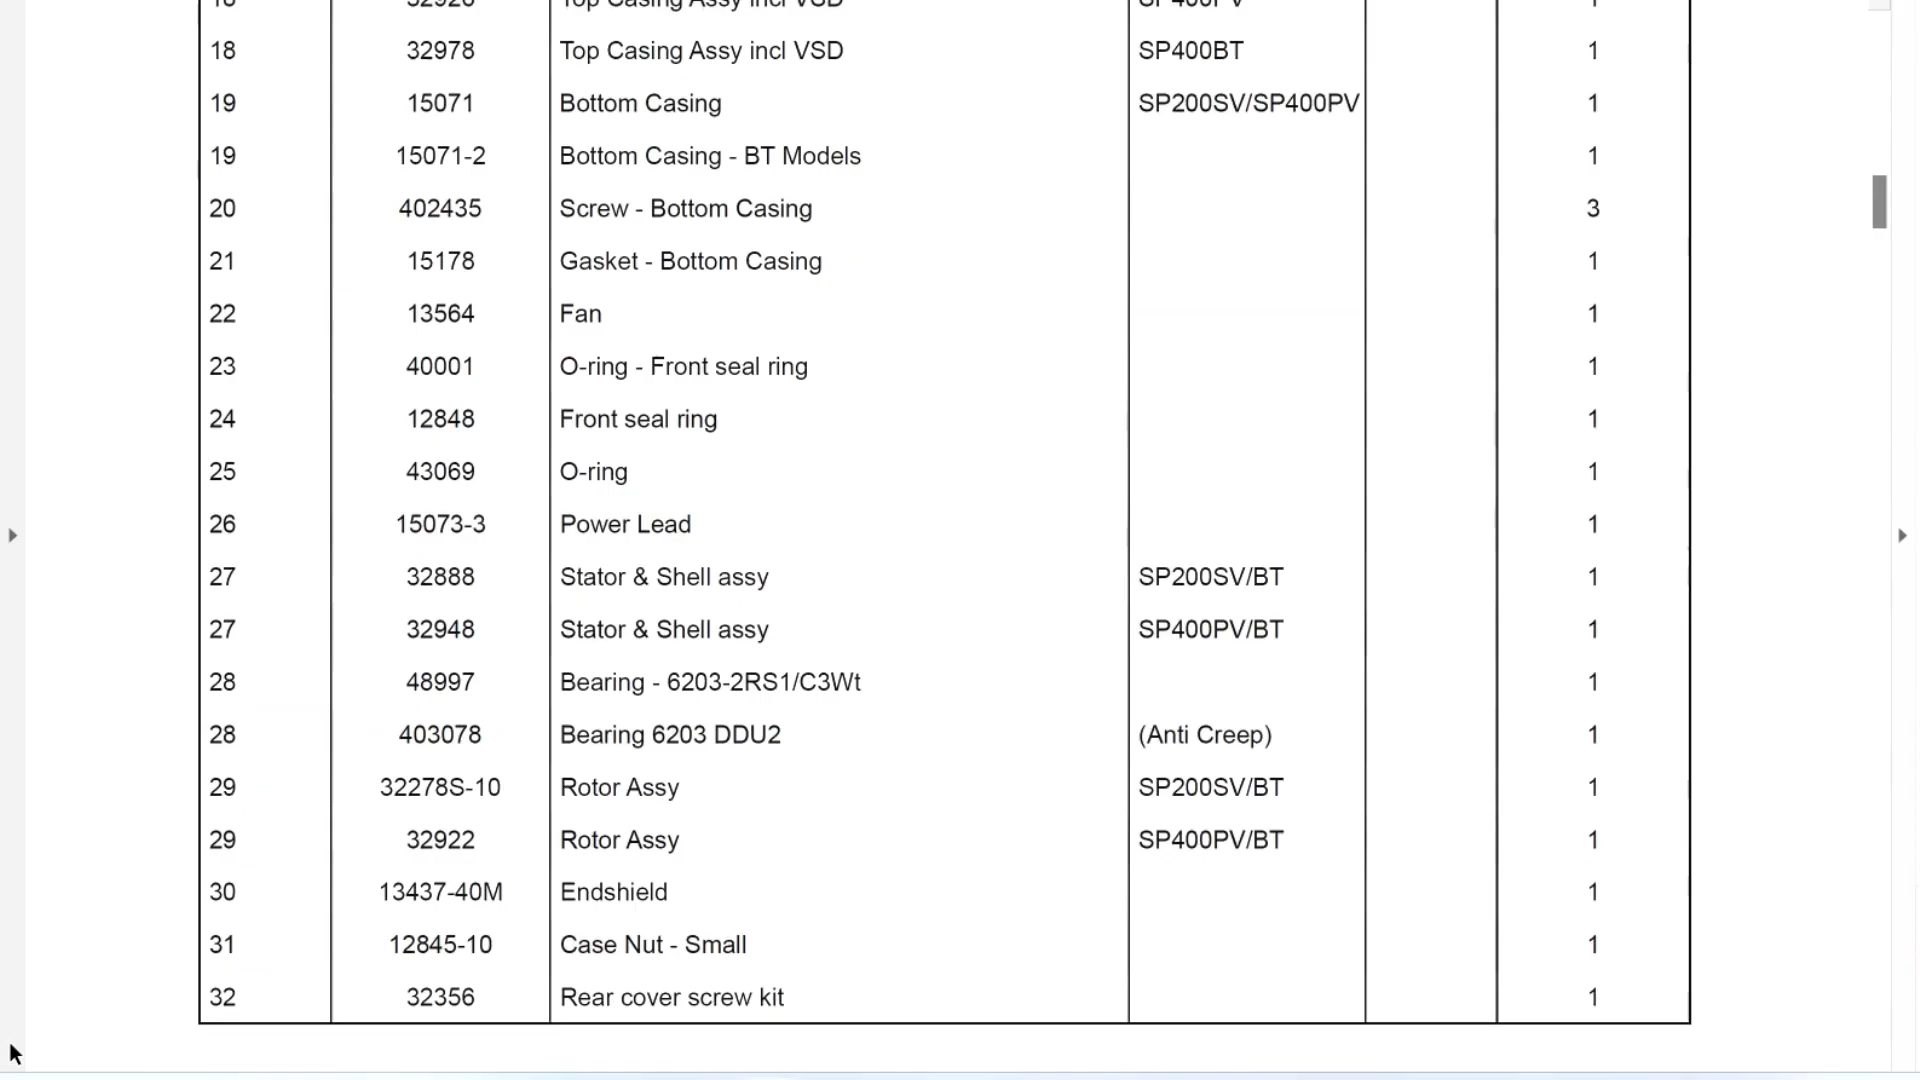 18 32978 Top Casing Assy incl VSD SP400BT 1
19 15071 Bottom Casing SP200SV/SP400PV 1
19 15071-2 Bottom Casing - BT Models 1
20 402435 Screw - Bottom Casing 3
21 15178 Gasket - Bottom Casing 1
22 13564 Fan 1
23 40001 O-ring - Front seal ring 1
24 12848 Front seal ring 1
25 43069 O-ring 1
26 15073-3 Power Lead 1
27 32888 Stator & Shell assy SP200SV/BT 1
27 32948 Stator & Shell assy SP400PV/BT 1
28 48997 Bearing - 6203-2RS1/C3Wt 1
28 403078 Bearing 6203 DDU2 (Anti Creep) 1
29 32278S-10 Rotor Assy SP200SV/BT 1
29 32922 Rotor Assy SP400PV/BT 1
30 13437-40M Endshield 1
31 12845-10 Case Nut - Small 1
32 32356 Rear cover screw kit 1